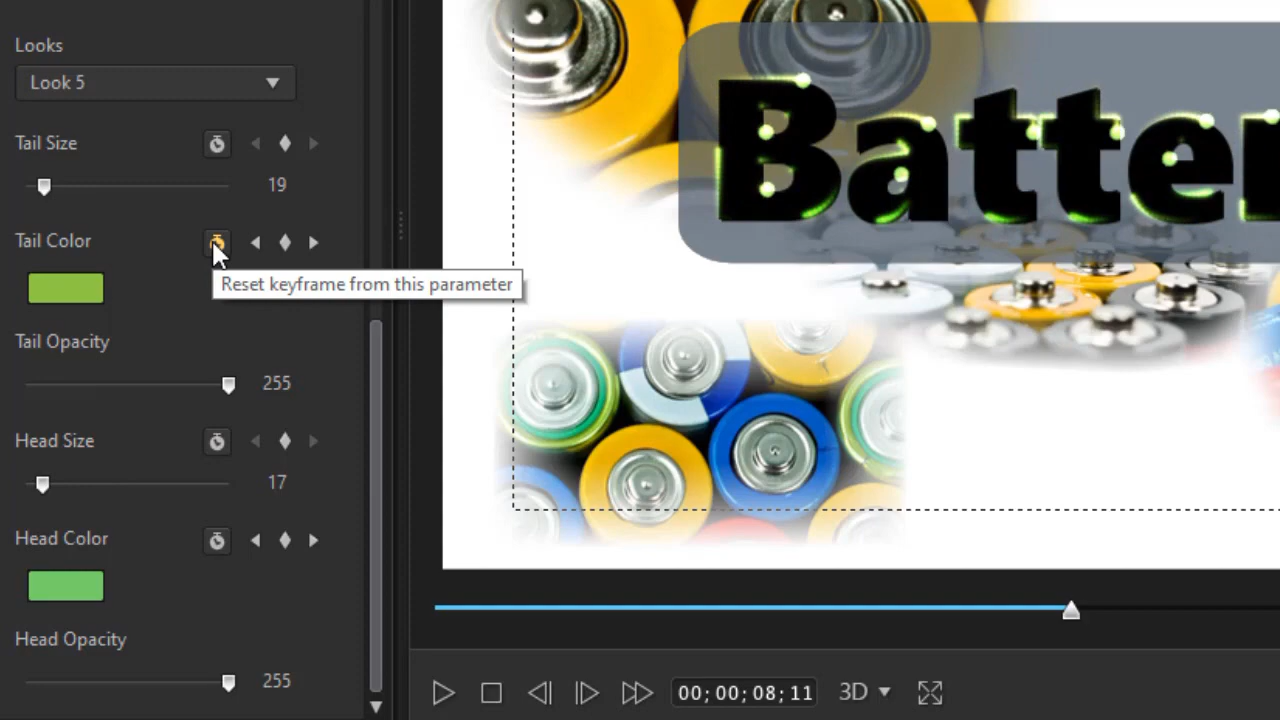 Looks
Look 5
Tail Size
19
Tail Color
Reset keyframe from this parameter
Tail Opacity
255
Head Size
17
Head Color
Head Opacity
255
Batter
00;00;08;11
3D